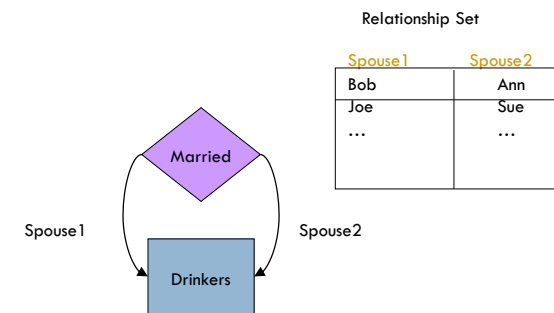 Relationship Set
Spouse1 Spouse2
Bob Ann
Joe Sue
... ...
Married
Spouse1 Spouse2
Drinkers